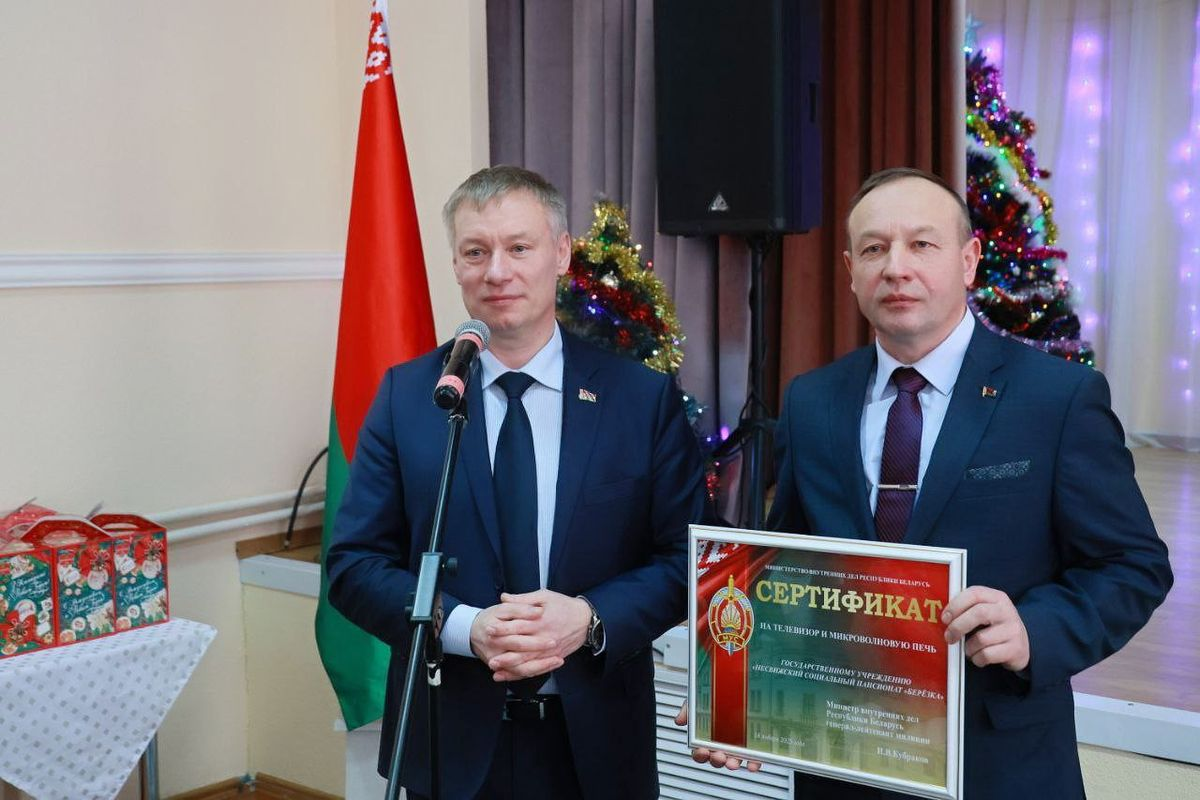 МИНИСТЕРСТВО ВНУТРЕННИХ ДЕЛ РЕСПУБЛИКИ БЕЛАРУСЬ
СЕРТИФИКАТ
НА ТЕЛЕВИЗОР И МИКРОВОЛНОВУЮ ПЕЧЬ
ГОСУДАРСТВЕННОМУ УЧРЕЖДЕНИЮ
«НЕСВИЖСКИЙ СОЦИАЛЬНЫЙ ПАНСИОНАТ «БЕРЁЗКА»
МУС
Министр внутренних дел
Республики Беларусь
генерал-лейтенант милиции
И.В.Кубраков